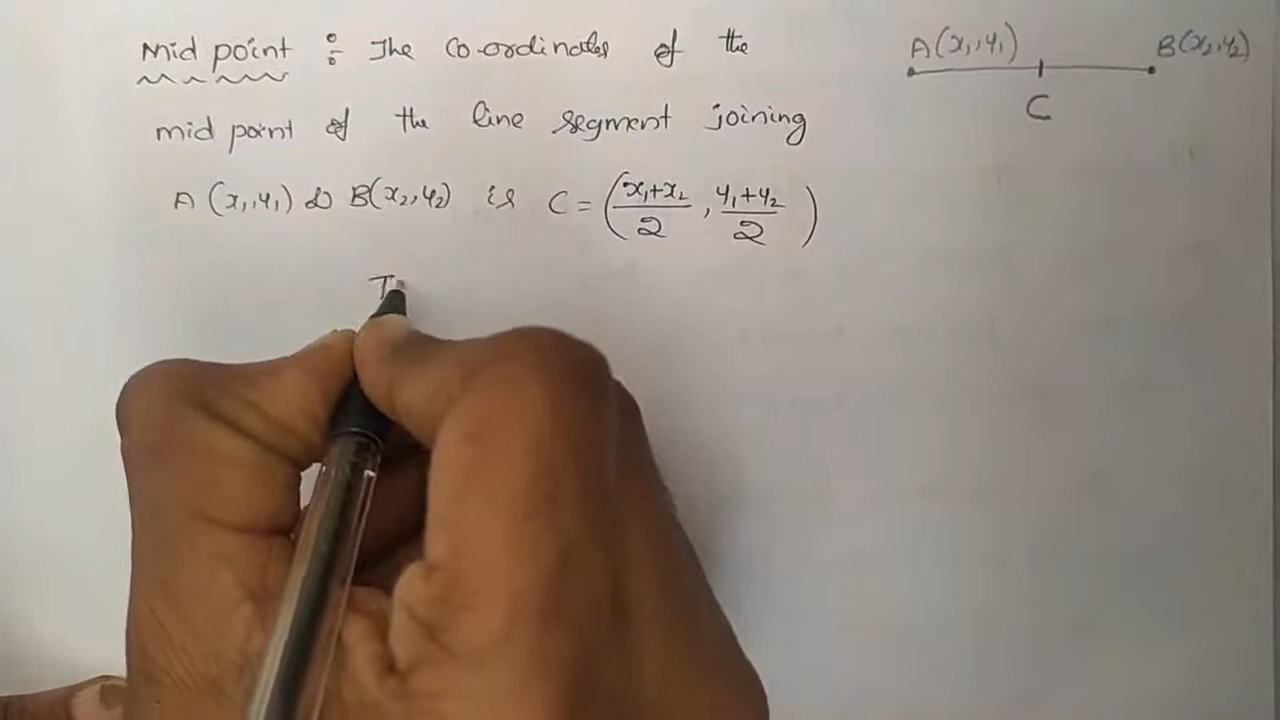 Mid point : The Co-ordinates of the
mid point of the line segment joining
A (x₁, y₁) & B(x₂, y₂) is C = (x₁+x₂/2, y₁+y₂/2)
T
A(x₁, y₁)
B(x₂, y₂)
C